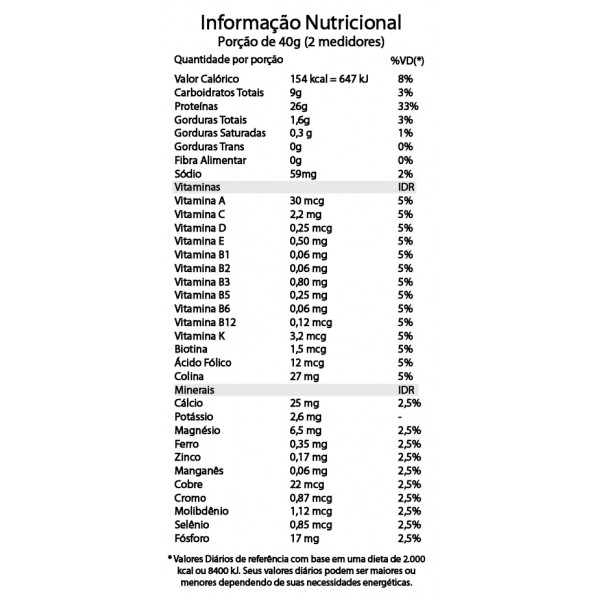 Informação Nutricional
Porção de 40g (2 medidores)
Quantidade por porção %VD(*)
Valor Calórico 154 kcal = 647 kJ 8%
Carboidratos Totais 9g 3%
Proteínas 26g 33%
Gorduras Totais 1,6g 3%
Gorduras Saturadas 0,3 g 1%
Gorduras Trans 0g 0%
Fibra Alimentar 0g 0%
Sódio 59mg 2%
Vitaminas IDR
Vitamina A 30 mcg 5%
Vitamina C 2,2 mg 5%
Vitamina D 0,25 mcg 5%
Vitamina E 0,50 mg 5%
Vitamina B1 0,06 mg 5%
Vitamina B2 0,06 mg 5%
Vitamina B3 0,80 mg 5%
Vitamina B5 0,25 mg 5%
Vitamina B6 0,06 mg 5%
Vitamina B12 0,12 mcg 5%
Vitamina K 3,2 mcg 5%
Biotina 1,5 mcg 5%
Ácido Fólico 12 mcg 5%
Colina 27 mg 5%
Minerais IDR
Cálcio 25 mg 2,5%
Potássio 2,6 mg -
Magnésio 6,5 mg 2,5%
Ferro 0,35 mg 2,5%
Zinco 0,17 mg 2,5%
Manganês 0,06 mg 2,5%
Cobre 22 mcg 2,5%
Cromo 0,87 mcg 2,5%
Molibdênio 1,12 mcg 2,5%
Selênio 0,85 mcg 2,5%
Fósforo 17 mg 2,5%
* Valores Diários de referência com base em uma dieta de 2.000
kcal ou 8400 kJ. Seus valores diários podem ser maiores ou
menores dependendo de suas necessidades energéticas.